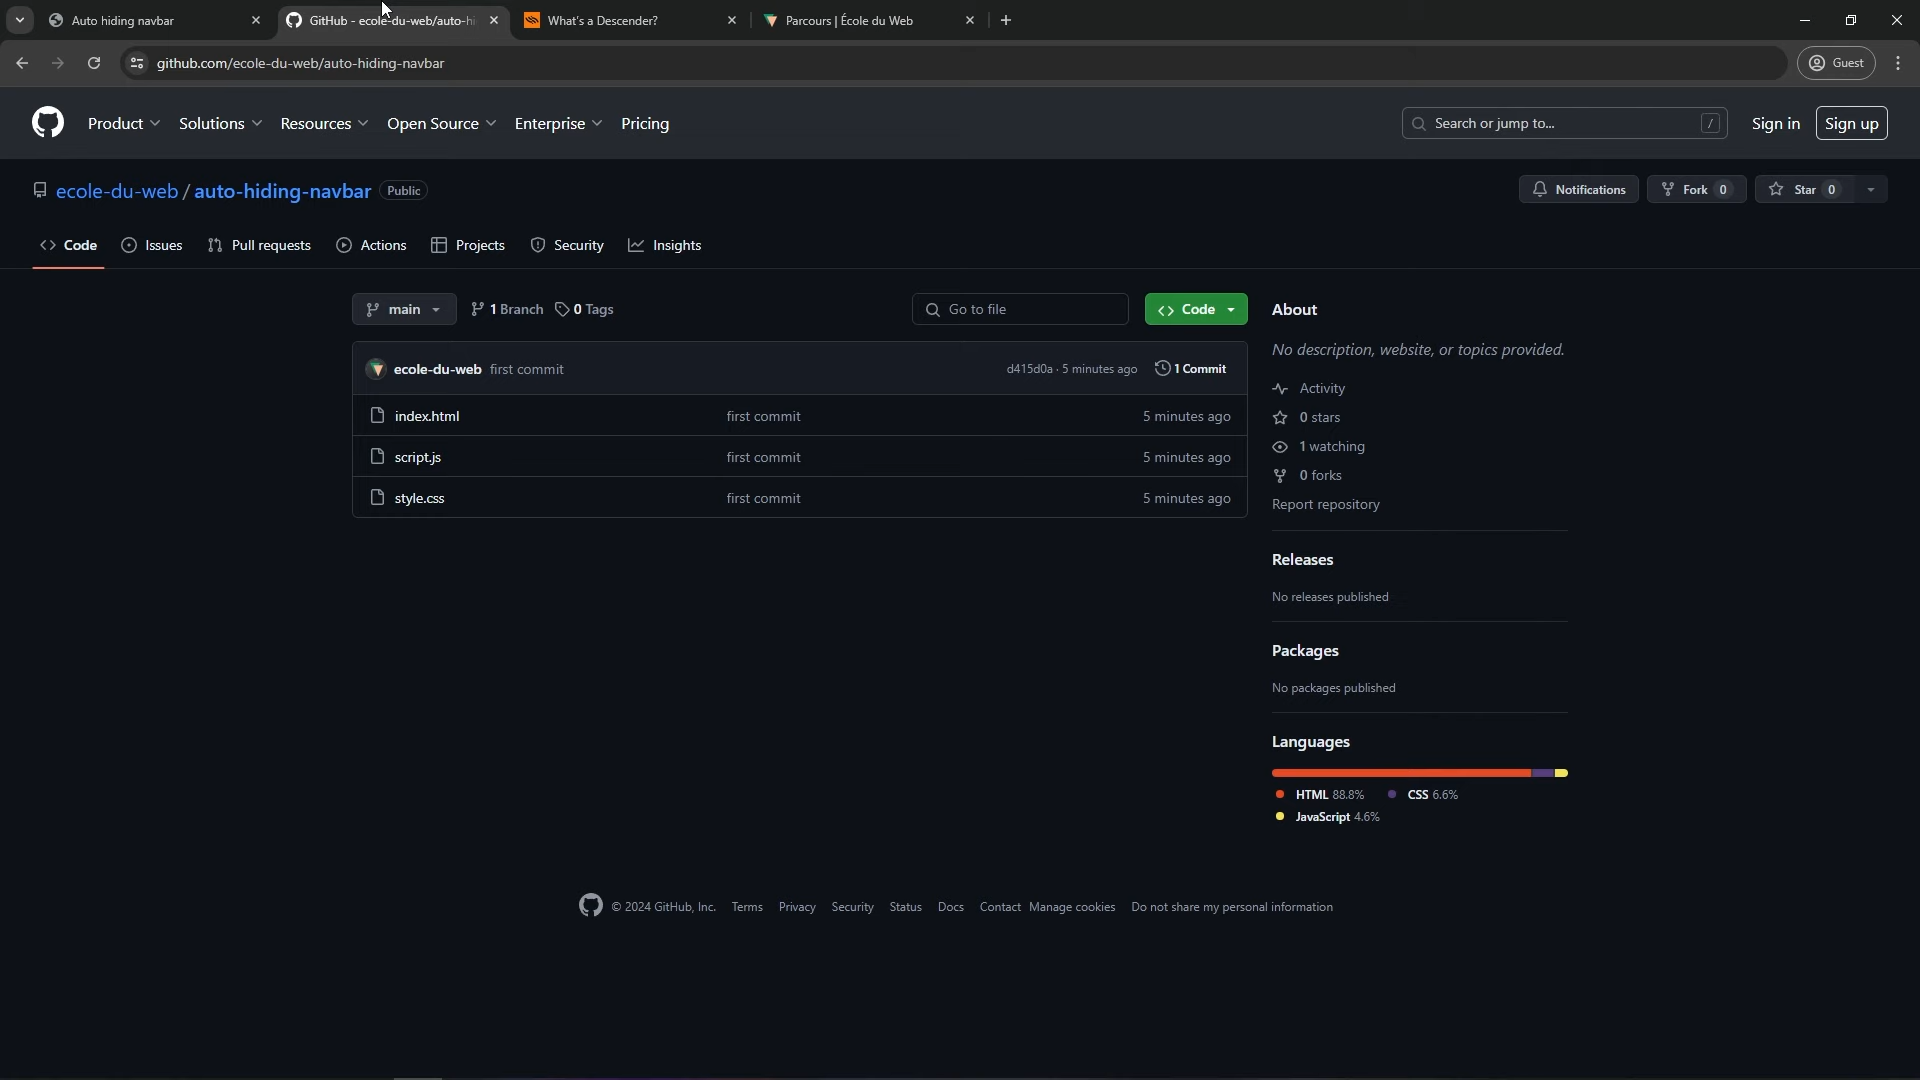 Auto hiding navbar
GitHub - ecole-du-web/auto-hi
What's a Descender?
Parcours | École du Web
github.com/ecole-du-web/auto-hiding-navbar
Guest
Product
Solutions
Resources
Open Source
Enterprise
Pricing
Search or jump to...
/
Sign in
Sign up
ecole-du-web / auto-hiding-navbar
Public
Notifications
Fork 0
Star 0
Code
Issues
Pull requests
Actions
Projects
Security
Insights
main
1 Branch
0 Tags
Go to file
Code
ecole-du-web first commit
d415d0a · 5 minutes ago
1 Commit
index.html first commit 5 minutes ago
script.js first commit 5 minutes ago
style.css first commit 5 minutes ago
About
No description, website, or topics provided.
Activity
0 stars
1 watching
0 forks
Report repository
Releases
No releases published
Packages
No packages published
Languages
HTML 88.8% CSS 6.6%
JavaScript 4.6%
© 2024 GitHub, Inc. Terms Privacy Security Status Docs Contact Manage cookies Do not share my personal information